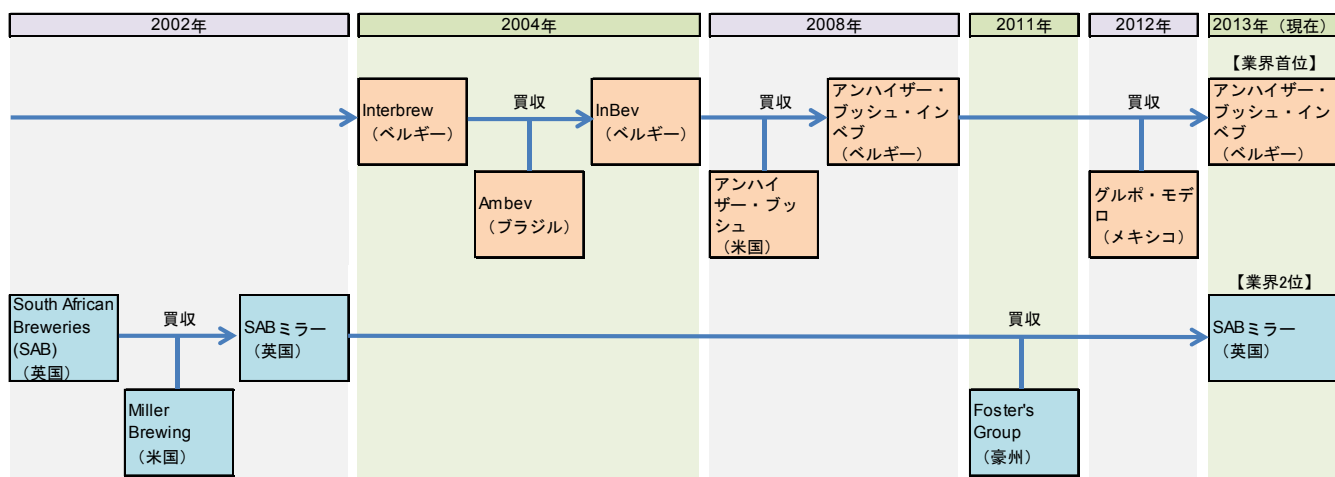 2002年
2004年
2008年
2011年
2012年
2013年（現在）
【業界首位】
Interbrew
（ベルギー）
買収
InBev
（ベルギー）
買収
アンハイザー・
ブッシュ・イン
ベブ
（ベルギー）
買収
アンハイザー・
ブッシュ・イン
ベブ
（ベルギー）
Ambev
（ブラジル）
アンハイ
ザー・ブッ
シュ
（米国）
グルポ・モデ
ロ
（メキシコ）
【業界2位】
South African
Breweries
(SAB)
（英国）
買収
SABミラー
（英国）
買収
SABミラー
（英国）
Miller
Brewing
（米国）
Foster's
Group
（豪州）